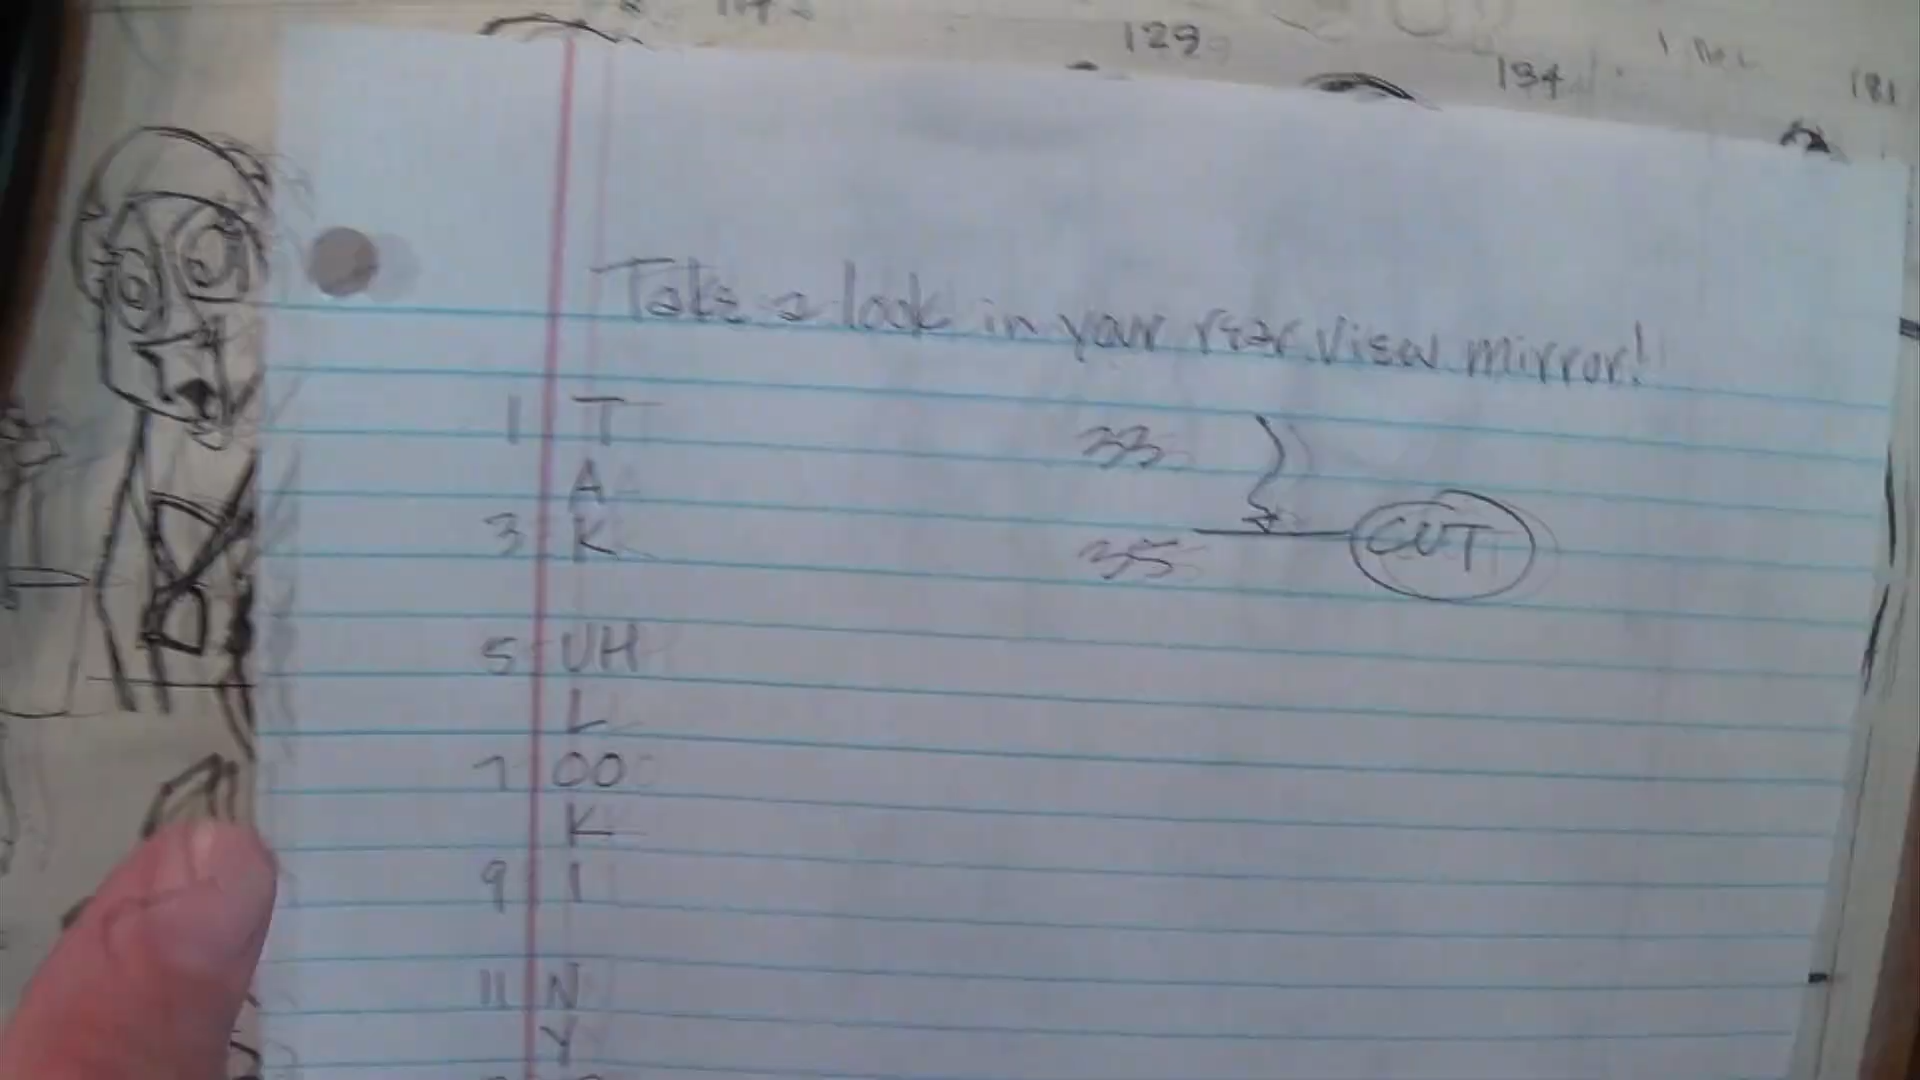 129
134
181
Take a look in your rear view mirror!
1 T
A
3 K
5 UH
L
7 OO
K
9 I
11 N
Y
33
35
CUT